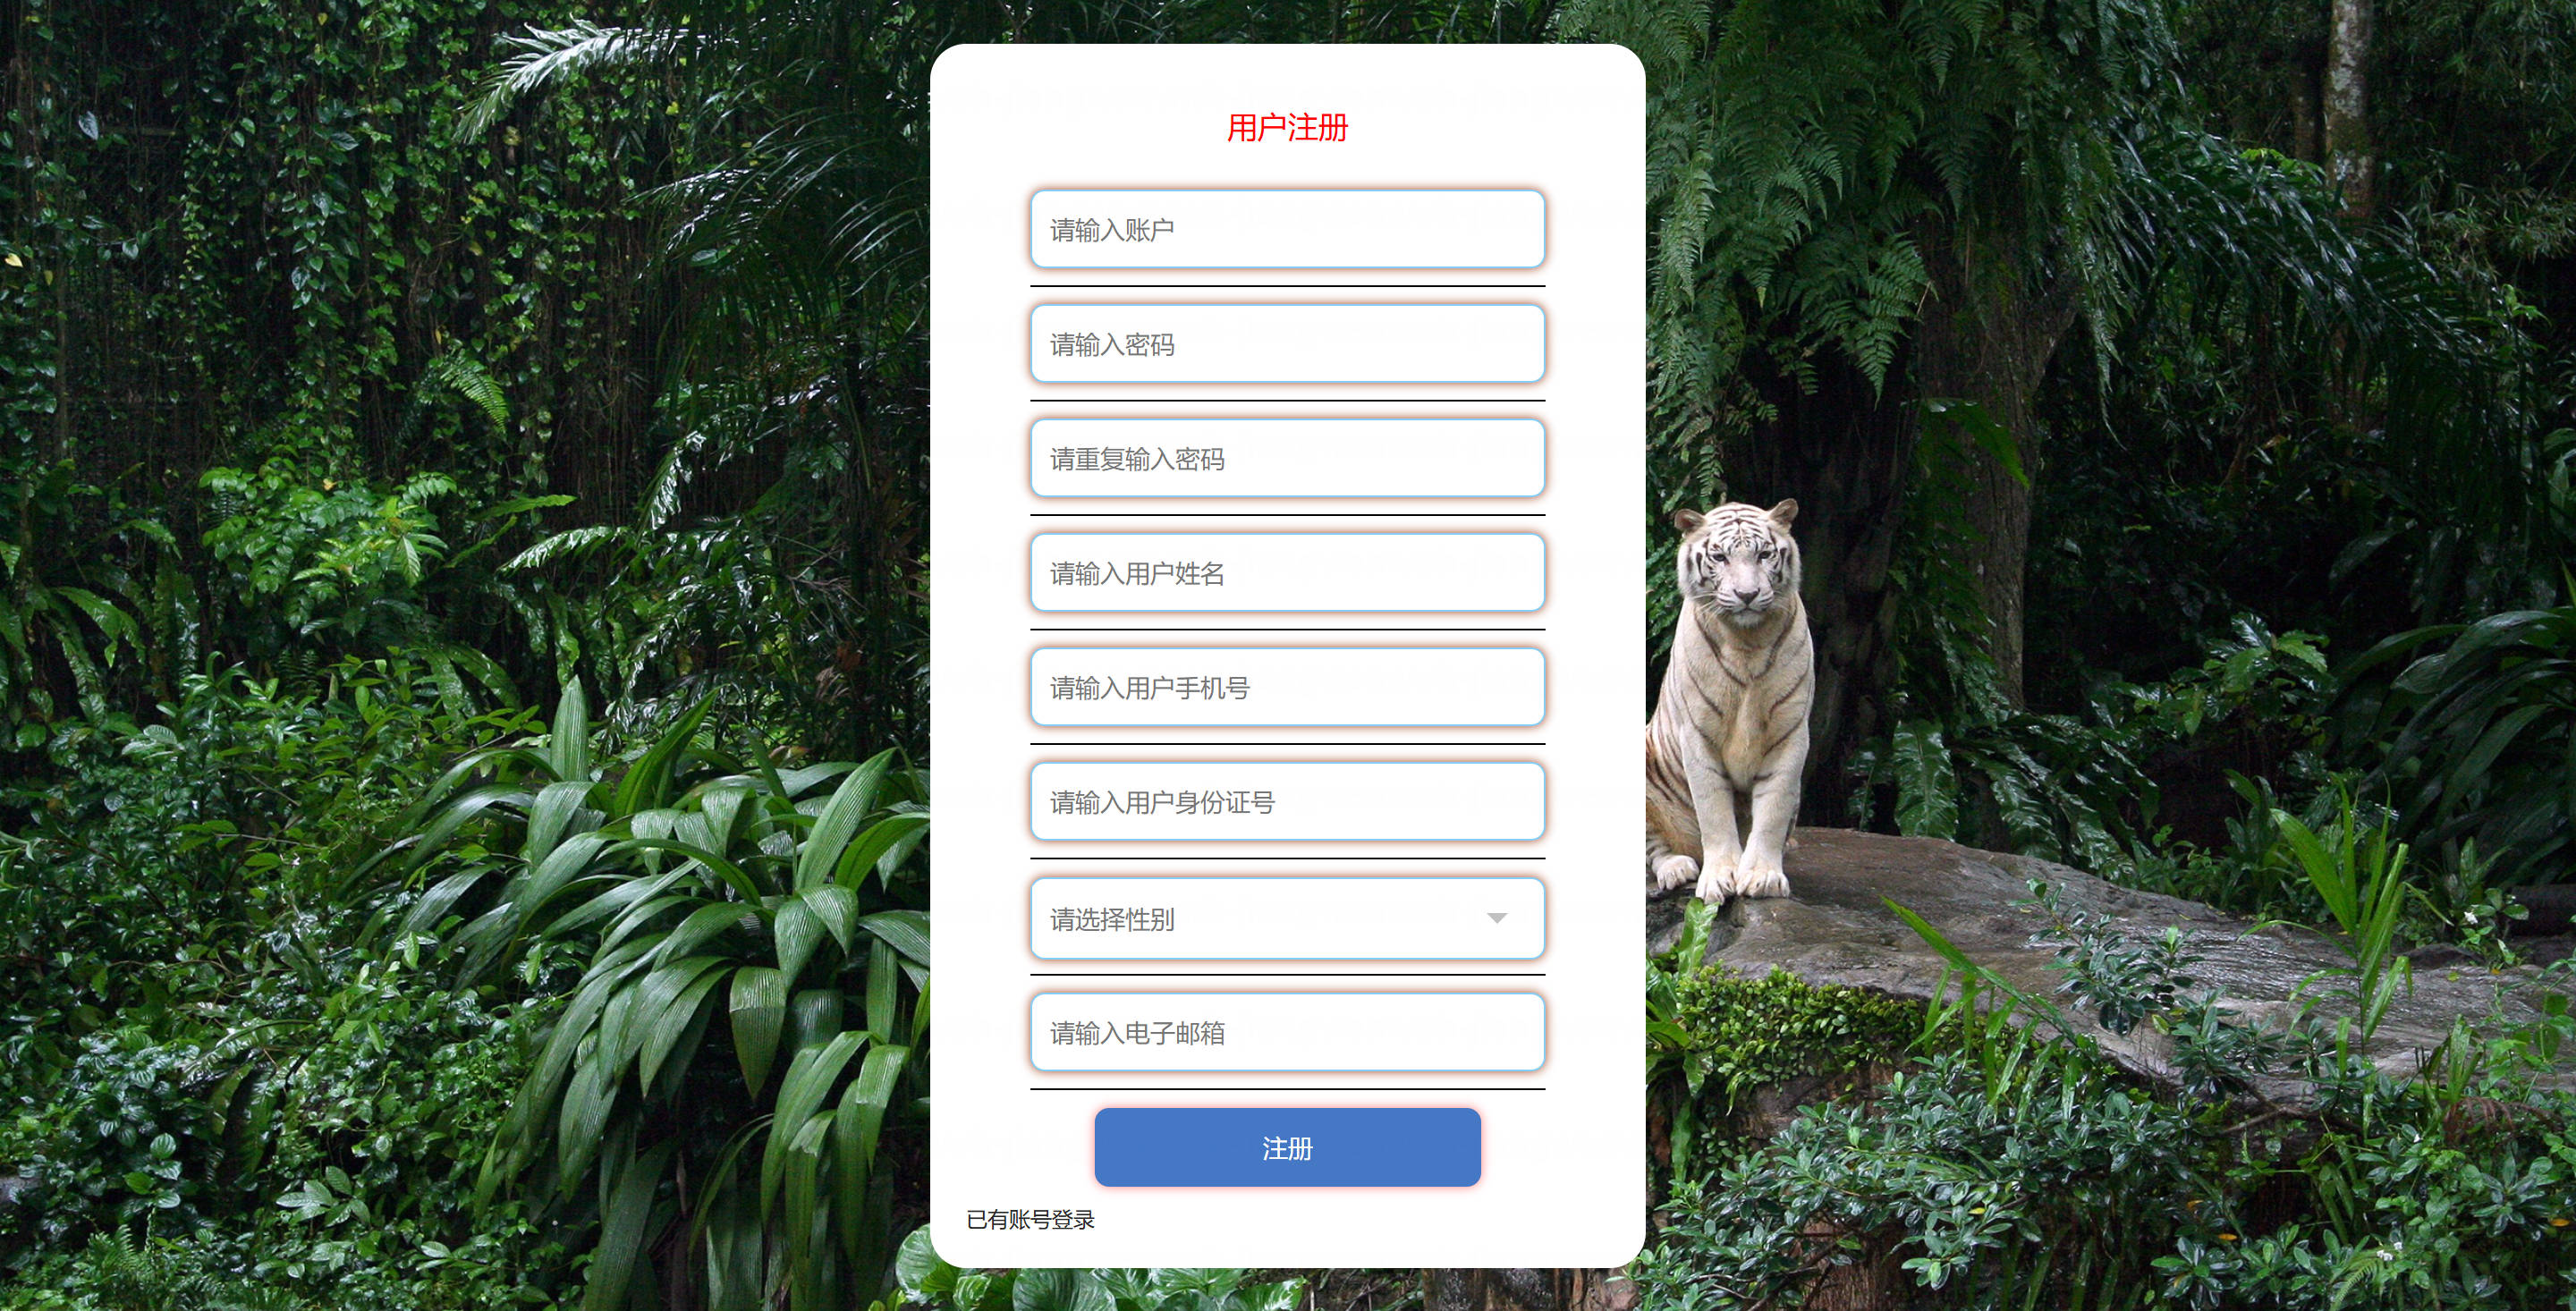 用户注册
请输入账户
请输入密码
请重复输入密码
请输入用户姓名
请输入用户手机号
请输入用户身份证号
请选择性别
请输入电子邮箱
注册
已有账号登录